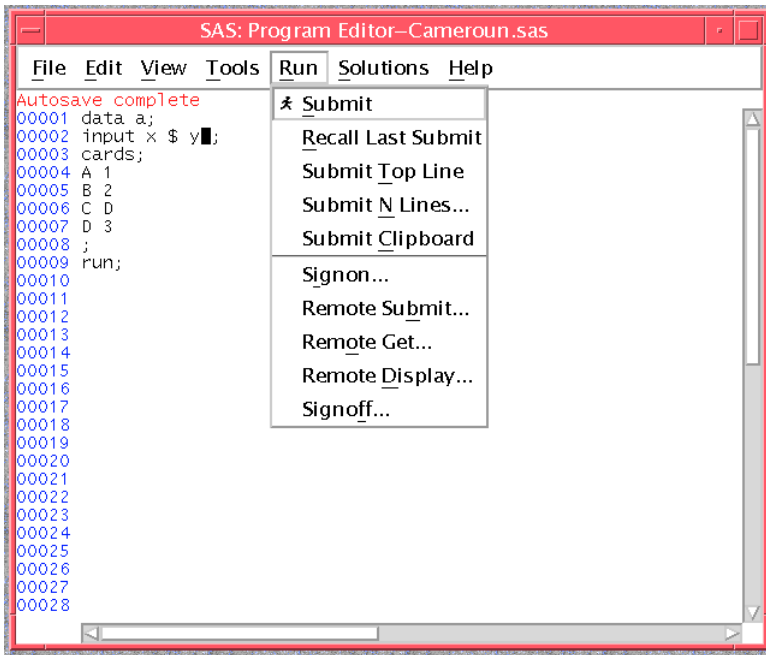 SAS: Program Editor–Cameroun.sas
File Edit View Tools Run Solutions Help
Autosave complete
00001 data a;
00002 input x $ y ;
00003 cards;
00004 A 1
00005 B 2
00006 C D
00007 D 3
00008 ;
00009 run;
00010
00011
00012
00013
00014
00015
00016
00017
00018
00019
00020
00021
00022
00023
00024
00025
00026
00027
00028
Submit
Recall Last Submit
Submit Top Line
Submit N Lines...
Submit Clipboard
Signon...
Remote Submit...
Remote Get...
Remote Display...
Signoff...